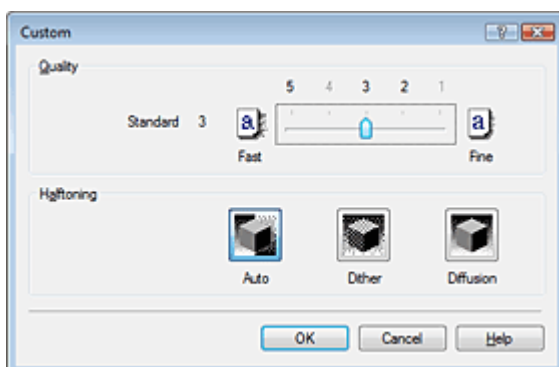 Custom
Quality
5 4 3 2 1
Standard 3
a a
Fast Fine
Halftoning
Auto Dither Diffusion
OK Cancel Help